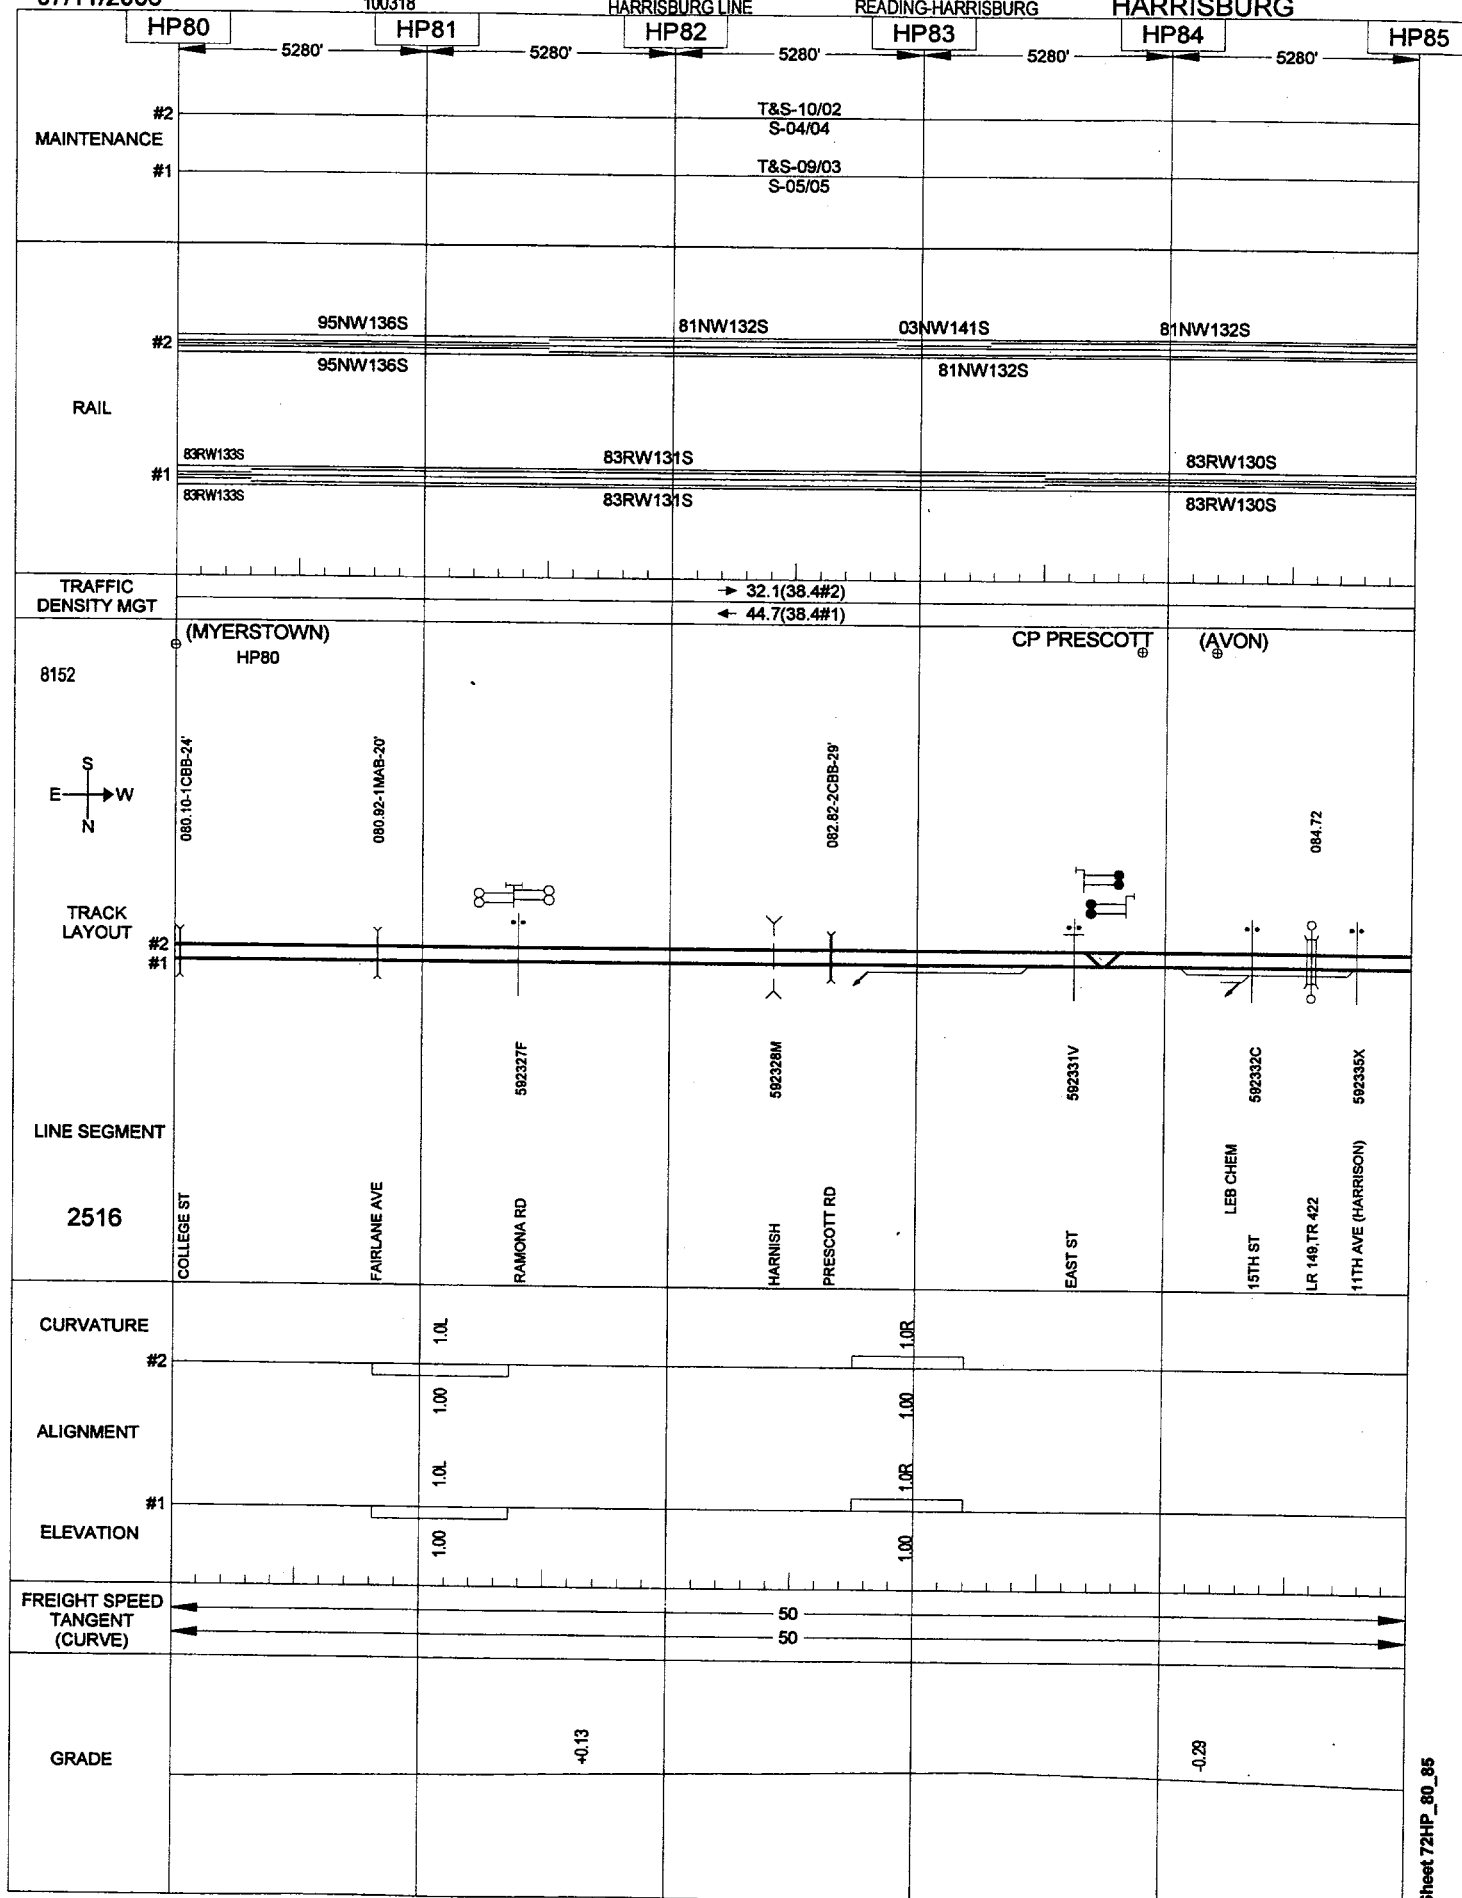 100318
HARRISBURG LINE
READING-HARRISBURG
HARRISBURG
HP80
HP81
HP82
HP83
HP84
HP85
5280'
5280'
5280'
5280'
5280'
MAINTENANCE
#2
T&S-10/02
S-04/04
#1
T&S-09/03
S-05/05
RAIL
#2
95NW136S
81NW132S
03NW141S
81NW132S
95NW136S
81NW132S
#1
83RW133S
83RW131S
83RW130S
83RW133S
83RW131S
83RW130S
TRAFFIC
DENSITY MGT
32.1(38.4#2)
44.7(38.4#1)
(MYERSTOWN)
HP80
CP PRESCOTT
(AVON)
8152
S
E
W
N
080.10-1CBB-24'
080.92-1MAB-20'
082.82-2CBB-29'
084.72
TRACK
LAYOUT
#2
#1
592327F
592328M
592331V
592332C
592335X
LINE SEGMENT
2516
COLLEGE ST
FAIRLANE AVE
RAMONA RD
HARNISH
PRESCOTT RD
EAST ST
LEB CHEM
15TH ST
LR 149,TR 422
11TH AVE (HARRISON)
CURVATURE
#2
1.0L
1.0R
1.00
1.00
ALIGNMENT
#1
1.0L
1.0R
ELEVATION
1.00
1.00
FREIGHT SPEED
TANGENT
(CURVE)
50
50
GRADE
+0.13
-0.29
Sheet 72HP_80_85